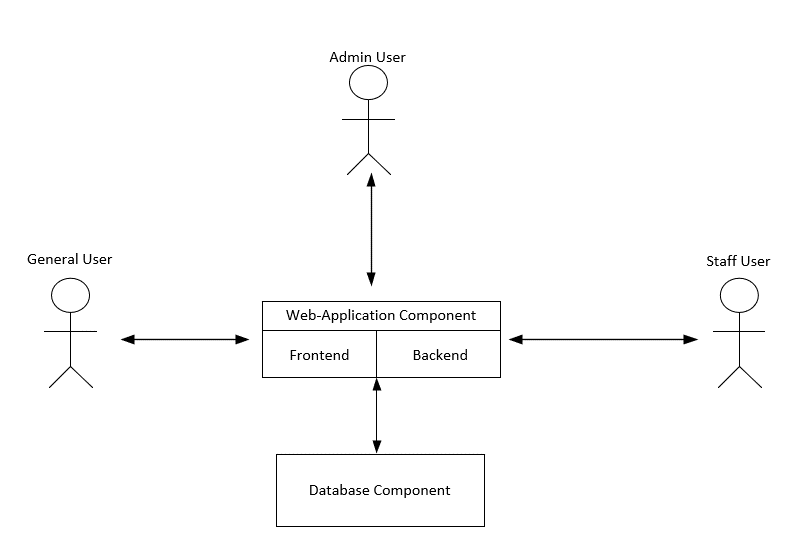 Admin User
General User
Staff User
Web-Application Component
Frontend
Backend
Database Component